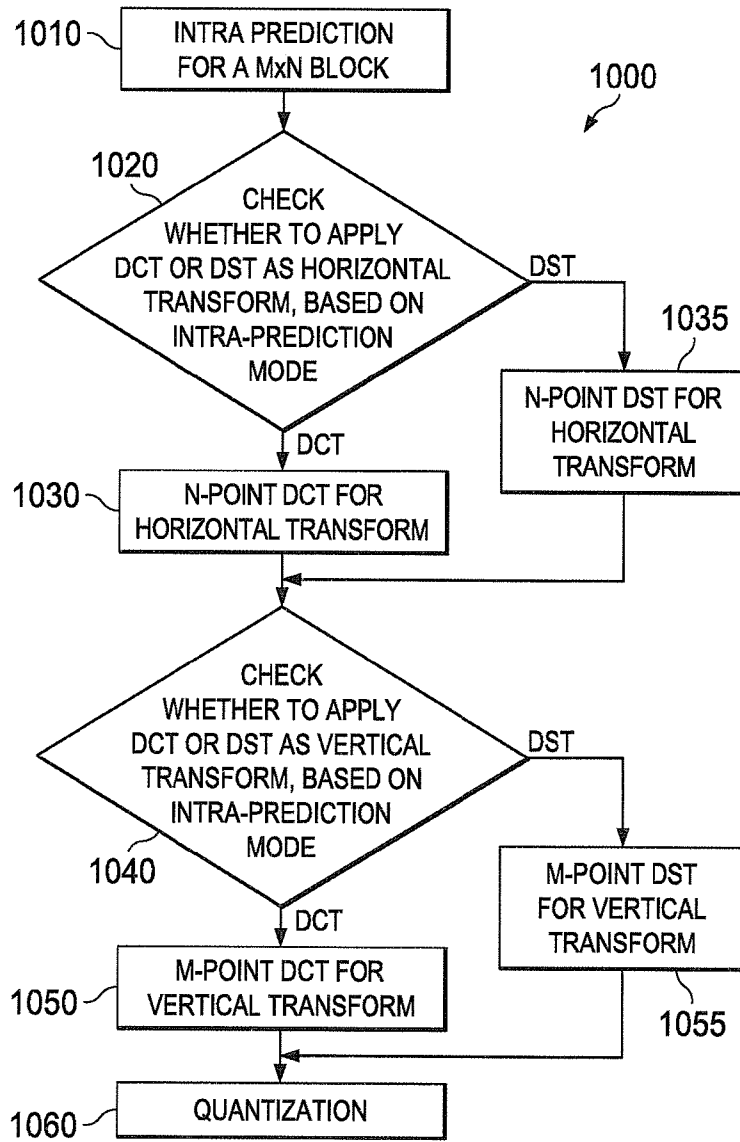 1010
INTRA PREDICTION
FOR A MxN BLOCK
1000
1020
CHECK
WHETHER TO APPLY
DCT OR DST AS HORIZONTAL
TRANSFORM, BASED ON
INTRA-PREDICTION
MODE
DST
1035
N-POINT DST FOR
HORIZONTAL
TRANSFORM
DCT
1030
N-POINT DCT FOR
HORIZONTAL TRANSFORM
CHECK
WHETHER TO APPLY
DCT OR DST AS VERTICAL
TRANSFORM, BASED ON
INTRA-PREDICTION
MODE
DST
1040
M-POINT DST
FOR VERTICAL
TRANSFORM
1055
DCT
1050
M-POINT DCT FOR
VERTICAL TRANSFORM
1060
QUANTIZATION